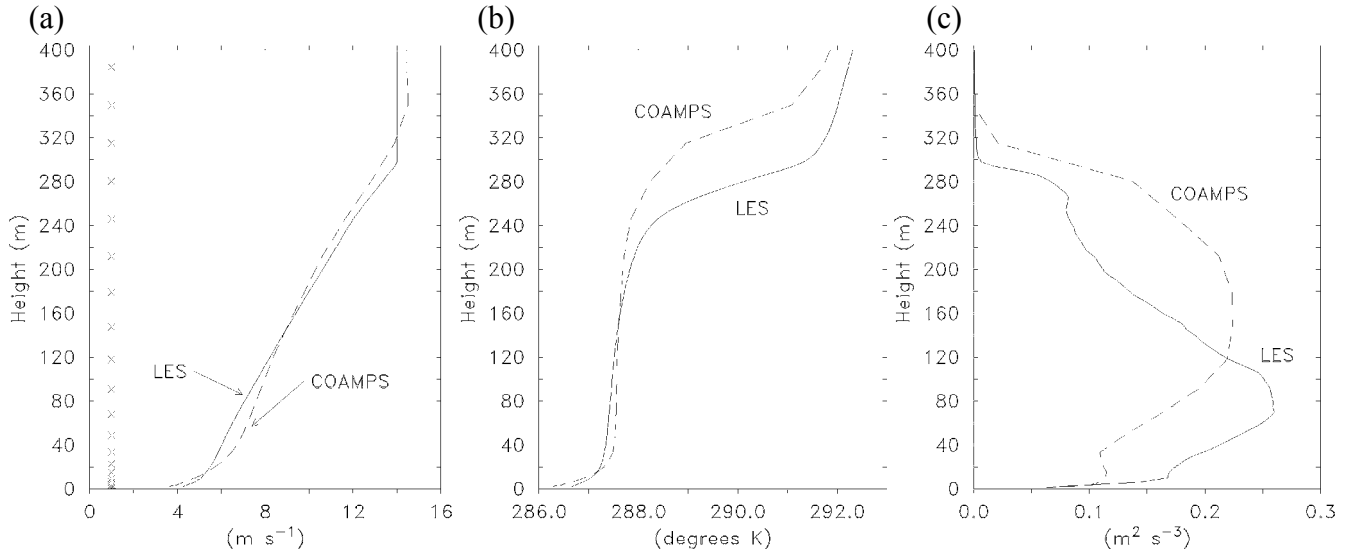 (a)
400
360
320
280
240
200
160
120
80
40
0
Height (m)
LES
COAMPS
0 4 8 12 16
(m s⁻¹)
(b)
400
360
320
280
240
200
160
120
80
40
0
Height (m)
COAMPS
LES
286.0 288.0 290.0 292.0
(degrees K)
(c)
400
360
320
280
240
200
160
120
80
40
0
Height (m)
COAMPS
LES
0.0 0.1 0.2 0.3
(m² s⁻³)